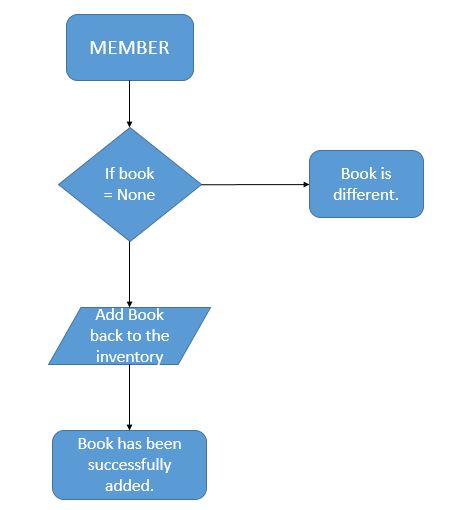 MEMBER
If book
= None
Book is
different.
Add Book
back to the
inventory
Book has been
successfully
added.